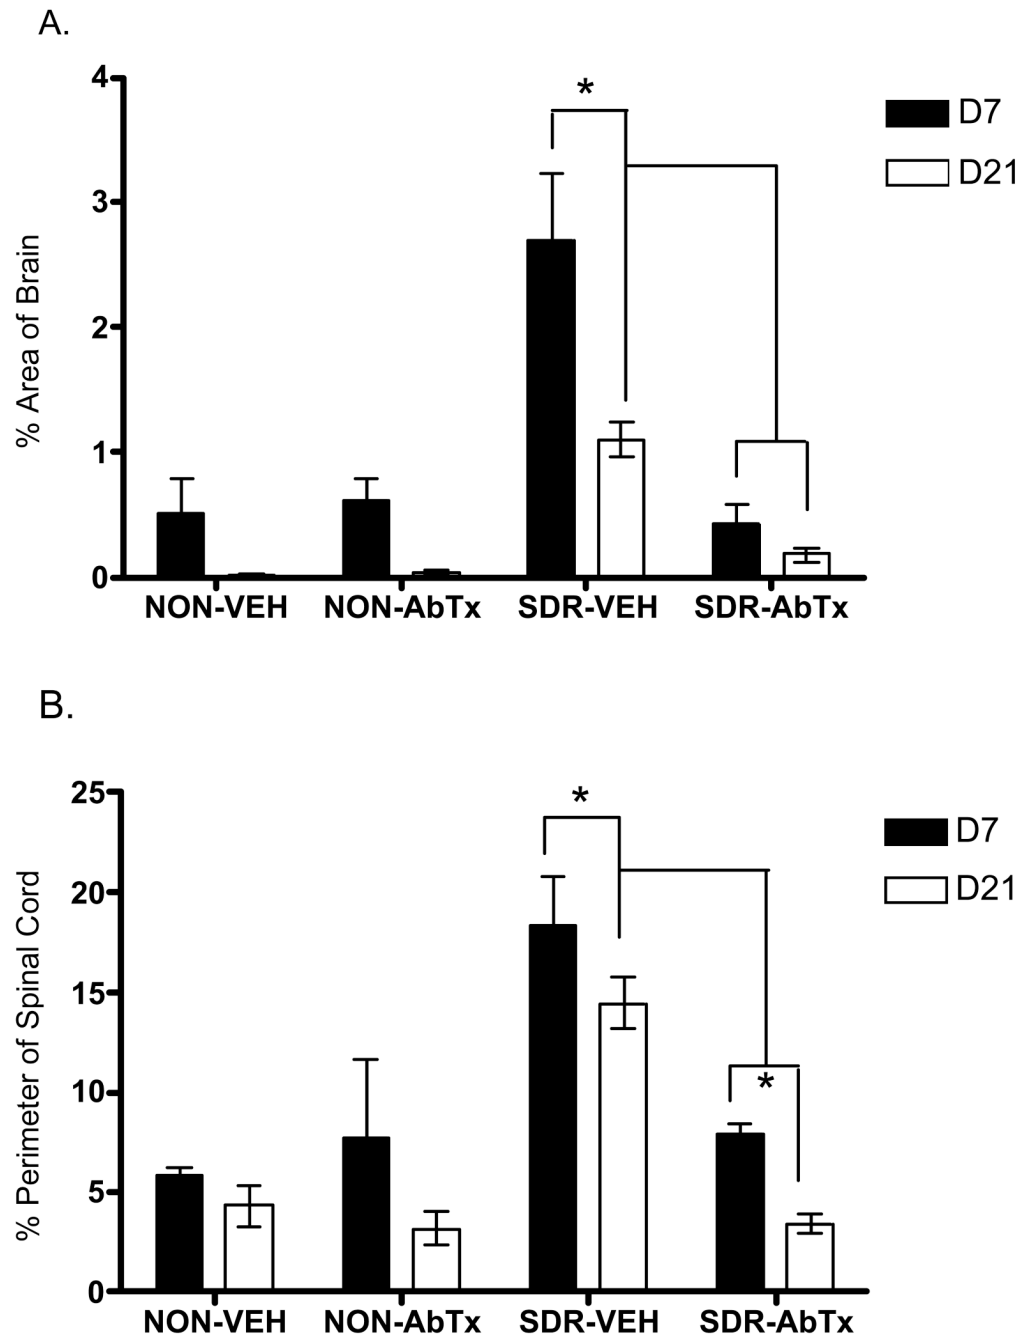 A.
*
4
3
2
1
0
% Area of Brain
D7
D21
NON-VEH NON-AbTx SDR-VEH SDR-AbTx
B.
*
*
25
20
15
10
5
0
% Perimeter of Spinal Cord
D7
D21
NON-VEH NON-AbTx SDR-VEH SDR-AbTx